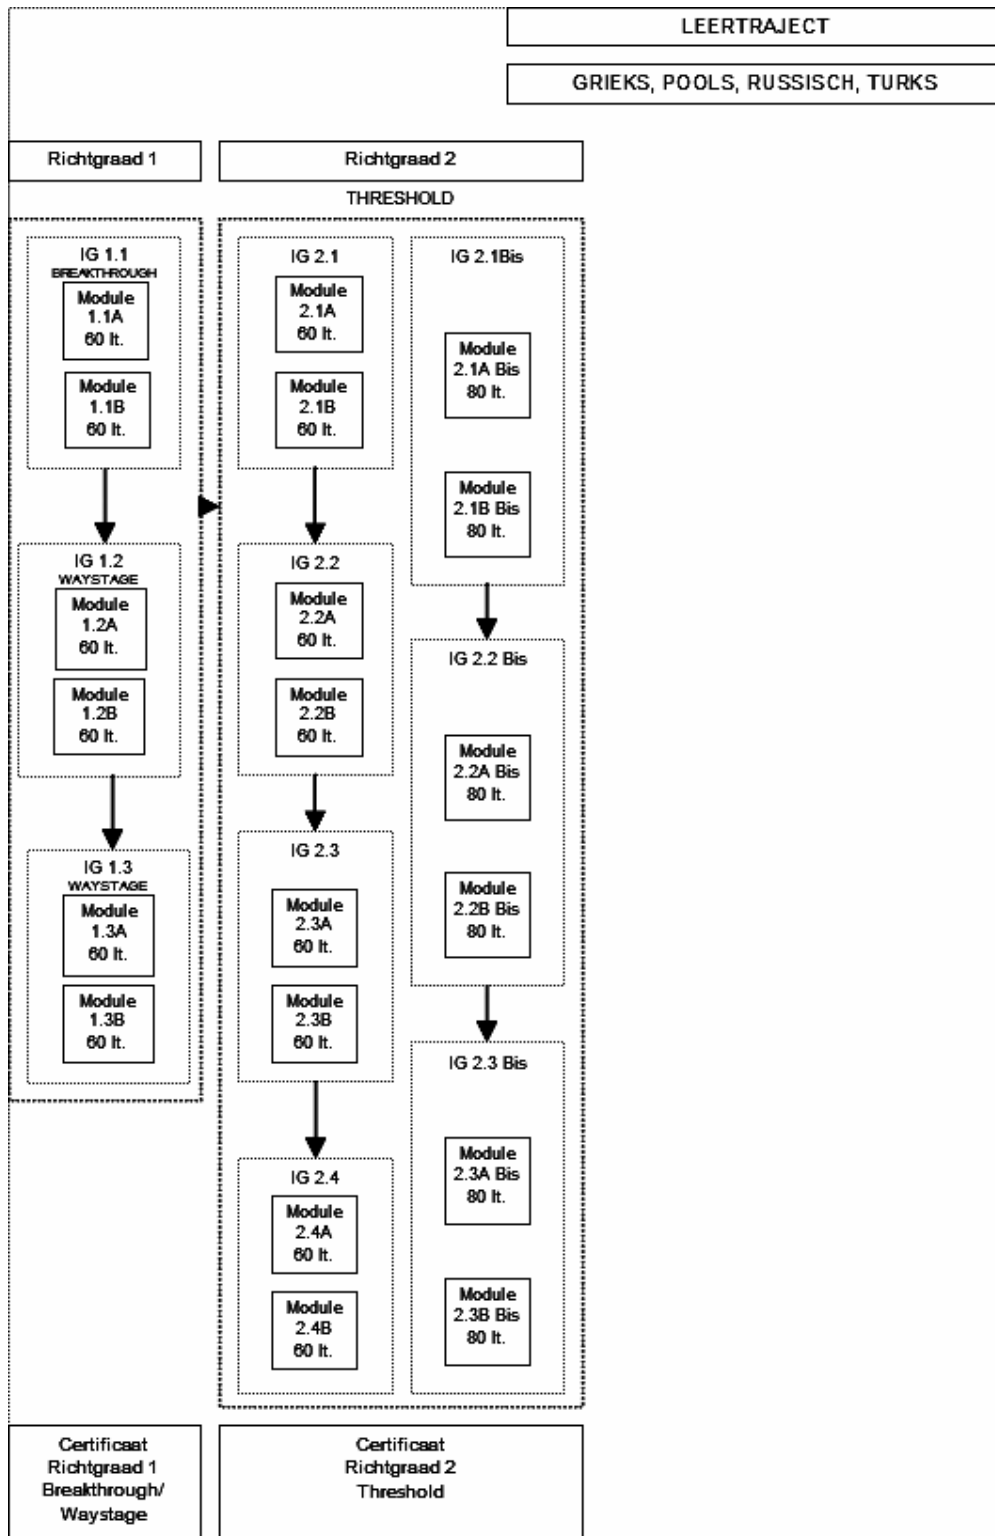 LEERTRAJECT
GRIEKS, POOLS, RUSSISCH, TURKS
Richtgraad 1
Richtgraad 2
THRESHOLD
IG 1.1
BREAKTHROUGH
Module
1.1A
60 lt.
Module
1.1B
60 lt.
IG 1.2
WAYSTAGE
Module
1.2A
60 lt.
Module
1.2B
60 lt.
IG 1.3
WAYSTAGE
Module
1.3A
60 lt.
Module
1.3B
60 lt.
IG 2.1
Module
2.1A
60 lt.
Module
2.1B
60 lt.
IG 2.2
Module
2.2A
60 lt.
Module
2.2B
60 lt.
IG 2.3
Module
2.3A
60 lt.
Module
2.3B
60 lt.
IG 2.4
Module
2.4A
60 lt.
Module
2.4B
60 lt.
IG 2.1Bis
Module
2.1A Bis
80 lt.
Module
2.1B Bis
80 lt.
IG 2.2 Bis
Module
2.2A Bis
80 lt.
Module
2.2B Bis
80 lt.
IG 2.3 Bis
Module
2.3A Bis
80 lt.
Module
2.3B Bis
80 lt.
Certificaat
Richtgraad 1
Breakthrough/
Waystage
Certificaat
Richtgraad 2
Threshold